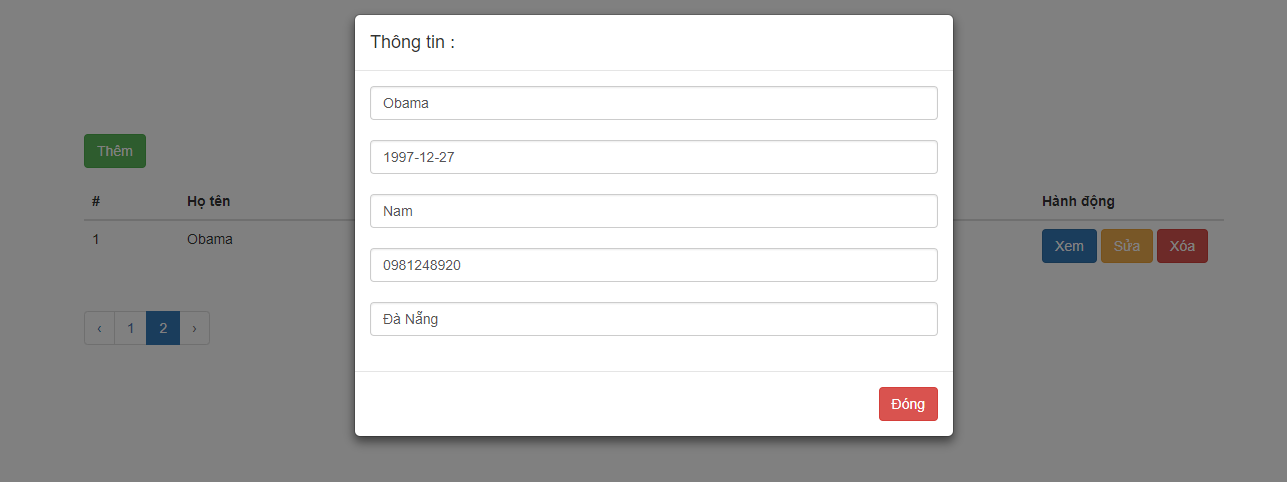 Thông tin :
Obama
1997-12-27
Nam
0981248920
Đà Nẵng
Đóng
Thêm
# Họ tên Hành động
1 Obama Xem Sửa Xóa
‹ 1 2 ›